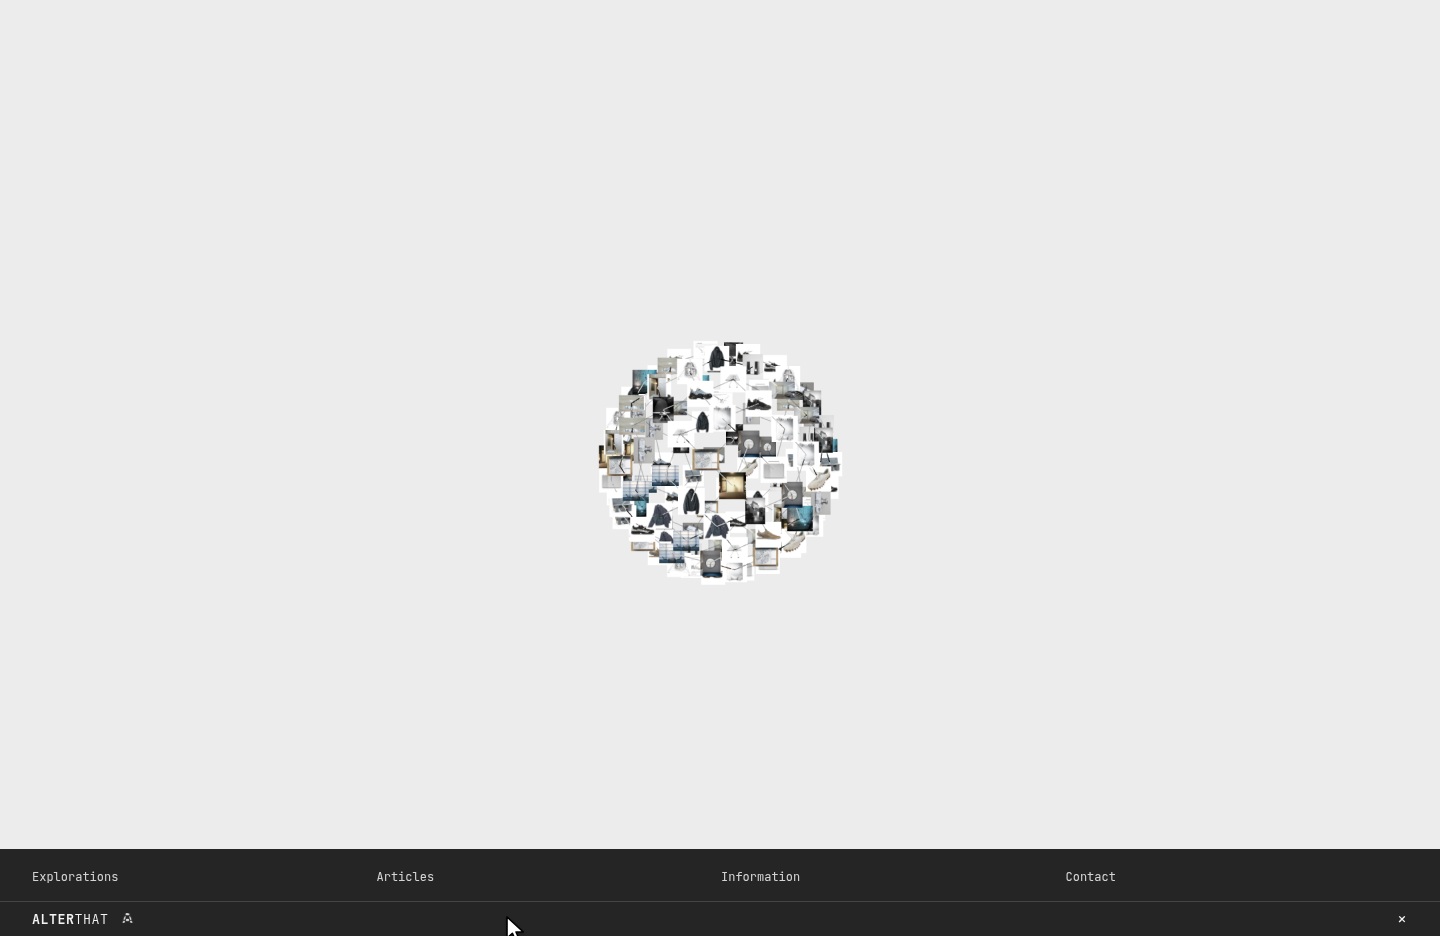 Explorations
Articles
Information
Contact
ALTERTHAT